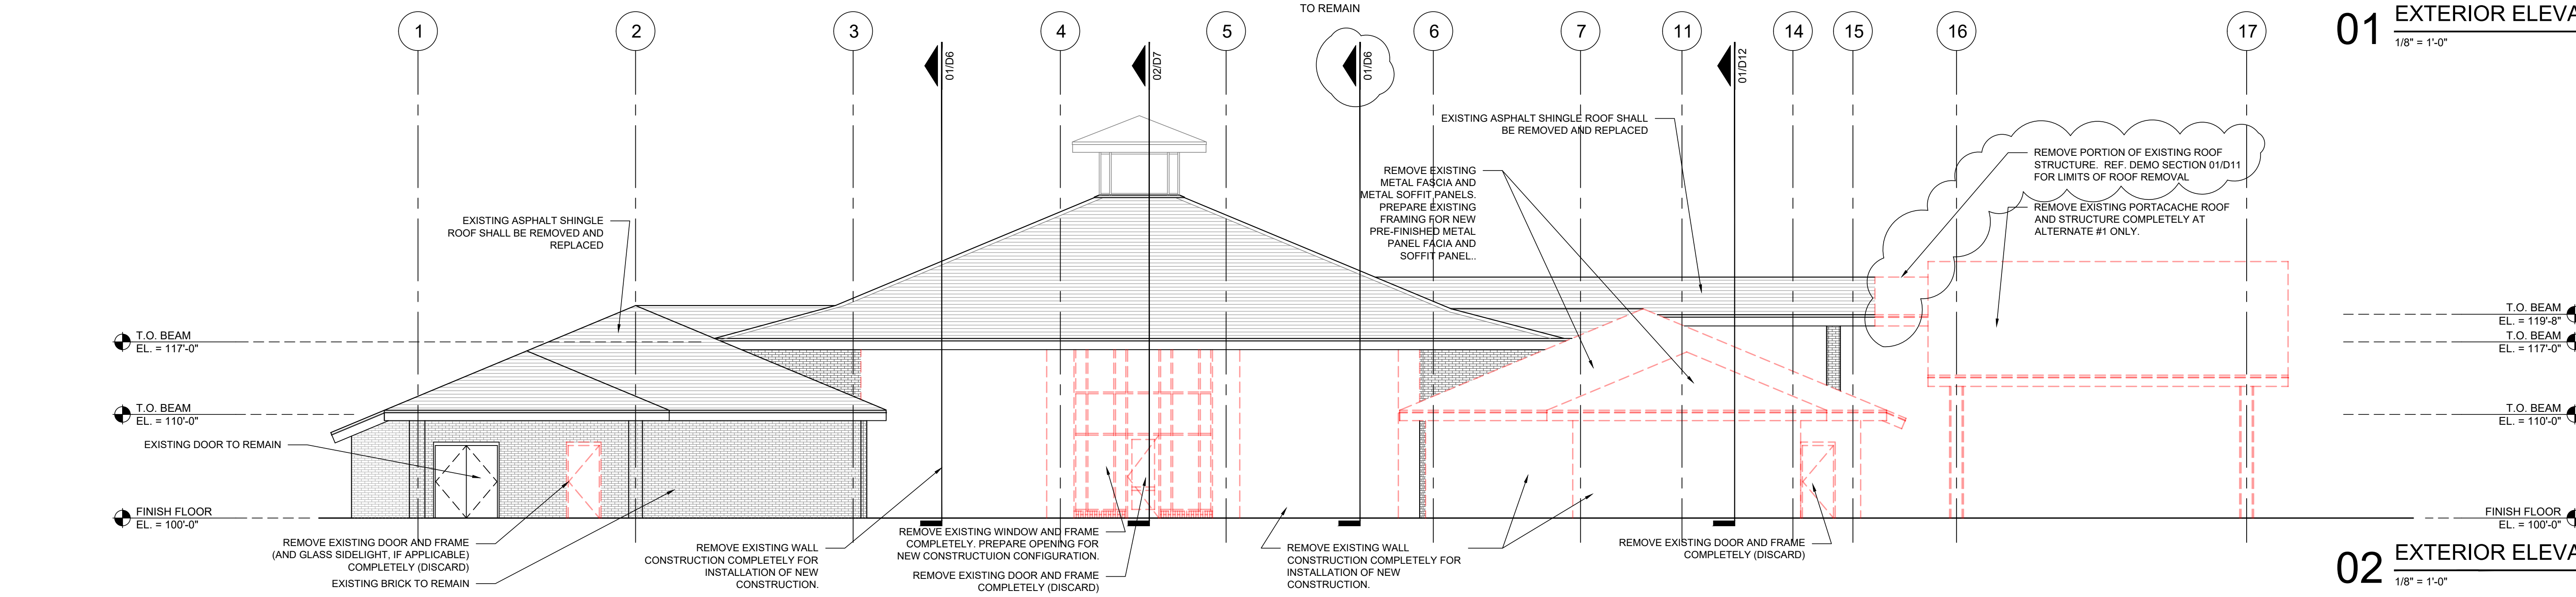 TO REMAIN
1
2
3
4
5
6
7
11
14
15
16
17
01/D6
02/D7
01/D6
01/D12
01 EXTERIOR ELEVA
1/8" = 1'-0"
EXISTING ASPHALT SHINGLE ROOF SHALL
BE REMOVED AND REPLACED
REMOVE PORTION OF EXISTING ROOF
STRUCTURE. REF. DEMO SECTION 01/D11
FOR LIMITS OF ROOF REMOVAL
REMOVE EXISTING
METAL FASCIA AND
METAL SOFFIT PANELS.
PREPARE EXISTING
FRAMING FOR NEW
PRE-FINISHED METAL
PANEL FACIA AND
SOFFIT PANEL..
REMOVE EXISTING PORTACACHE ROOF
AND STRUCTURE COMPLETELY AT
ALTERNATE #1 ONLY.
EXISTING ASPHALT SHINGLE
ROOF SHALL BE REMOVED AND
REPLACED
T.O. BEAM
EL. = 117'-0"
T.O. BEAM
EL. = 110'-0"
EXISTING DOOR TO REMAIN
FINISH FLOOR
EL. = 100'-0"
T.O. BEAM
EL. = 119'-8"
T.O. BEAM
EL. = 117'-0"
T.O. BEAM
EL. = 110'-0"
FINISH FLOOR
EL. = 100'-0"
REMOVE EXISTING DOOR AND FRAME
(AND GLASS SIDELIGHT, IF APPLICABLE)
COMPLETELY (DISCARD)
EXISTING BRICK TO REMAIN
REMOVE EXISTING WALL
CONSTRUCTION COMPLETELY FOR
INSTALLATION OF NEW
CONSTRUCTION.
REMOVE EXISTING WINDOW AND FRAME
COMPLETELY. PREPARE OPENING FOR
NEW CONSTRUCTUION CONFIGURATION.
REMOVE EXISTING DOOR AND FRAME
COMPLETELY (DISCARD)
REMOVE EXISTING WALL
CONSTRUCTION COMPLETELY FOR
INSTALLATION OF NEW
CONSTRUCTION.
REMOVE EXISTING DOOR AND FRAME
COMPLETELY (DISCARD)
02 EXTERIOR ELEVA
1/8" = 1'-0"